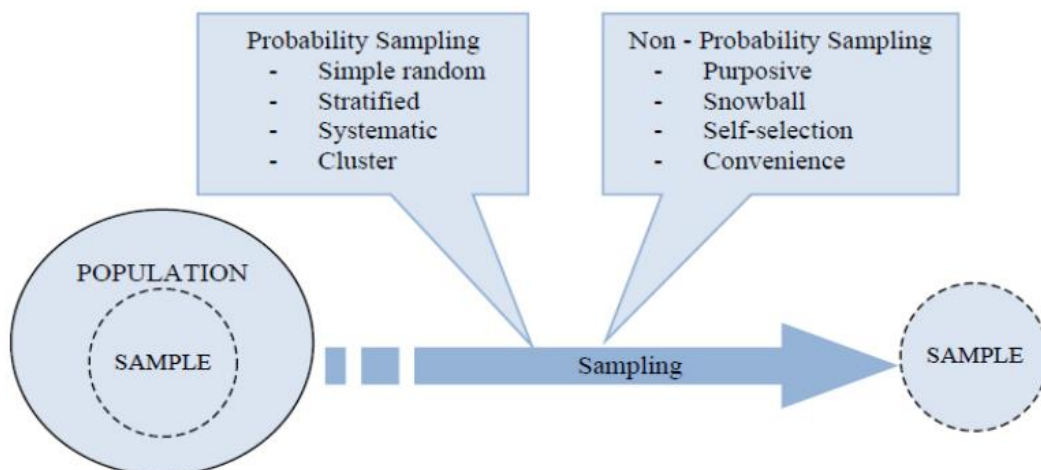 Probability Sampling
- Simple random
- Stratified
- Systematic
- Cluster
Non - Probability Sampling
- Purposive
- Snowball
- Self-selection
- Convenience
POPULATION
SAMPLE
Sampling
SAMPLE